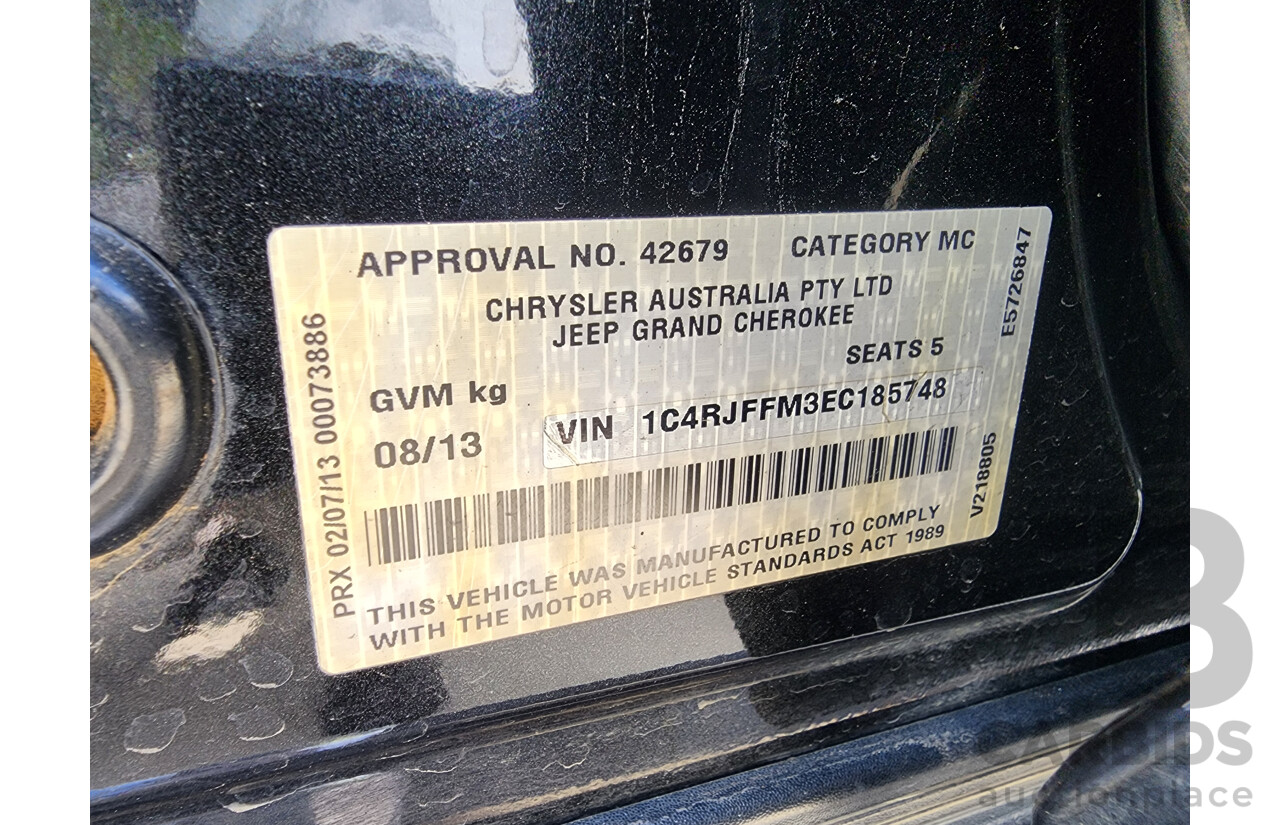 APPROVAL NO. 42679 CATEGORY MC
CHRYSLER AUSTRALIA PTY LTD
JEEP GRAND CHEROKEE
SEATS 5
GVM kg
VIN 1C4RJFFM3EC185748
08/13
THIS VEHICLE WAS MANUFACTURED TO COMPLY
WITH THE MOTOR VEHICLE STANDARDS ACT 1989
PRX 02/07/13 00073886
E5726847
V218805
CARBIDS
auctionplace